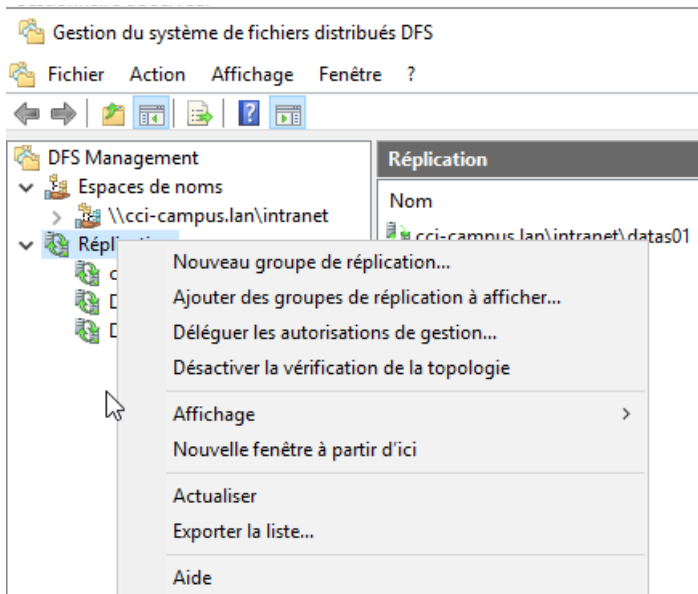 Gestion du système de fichiers distribués DFS
Fichier Action Affichage Fenêtre ?
DFS Management
Espaces de noms
\\cci-campus.lan\intranet
Réplication
Nom
cci-campus.lan\intranet\datas01
Nouveau groupe de réplication...
Ajouter des groupes de réplication à afficher...
Déléguer les autorisations de gestion...
Désactiver la vérification de la topologie
Affichage
Nouvelle fenêtre à partir d'ici
Actualiser
Exporter la liste...
Aide